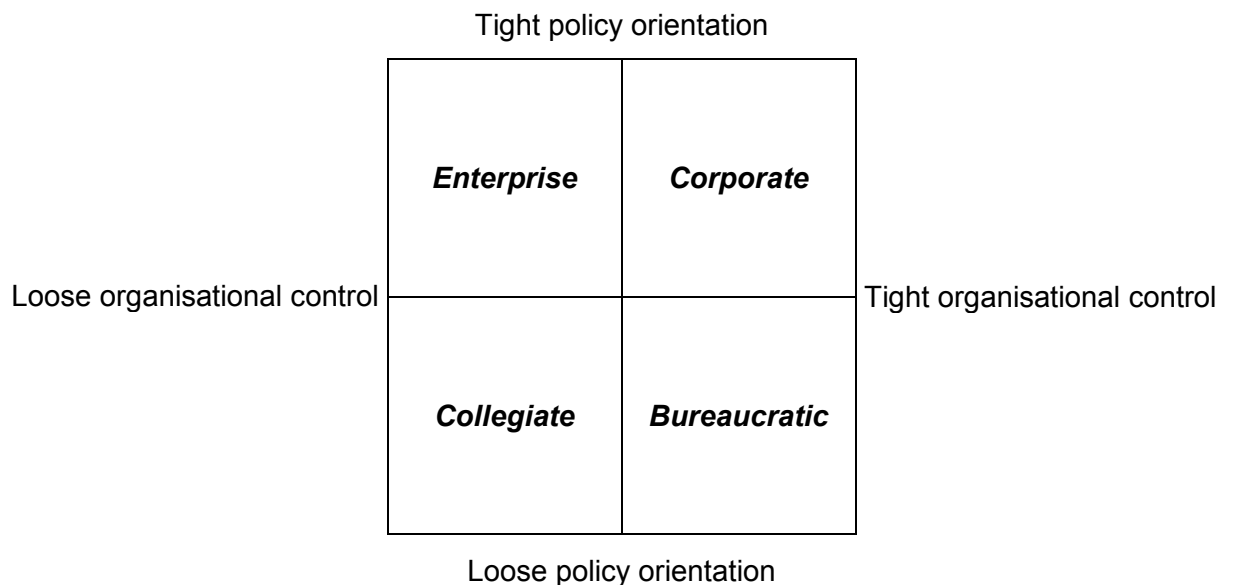 Tight policy orientation
Enterprise
Corporate
Loose organisational control
Tight organisational control
Collegiate
Bureaucratic
Loose policy orientation